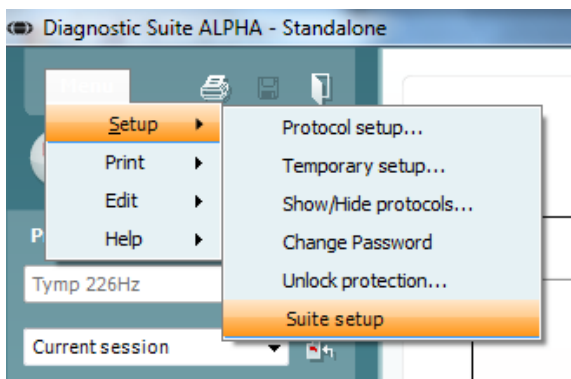 Diagnostic Suite ALPHA - Standalone
Menu
Setup
Print
Edit
Help
Protocol setup...
Temporary setup...
Show/Hide protocols...
Change Password
Unlock protection...
Suite setup
P
Tymp 226Hz
Current session